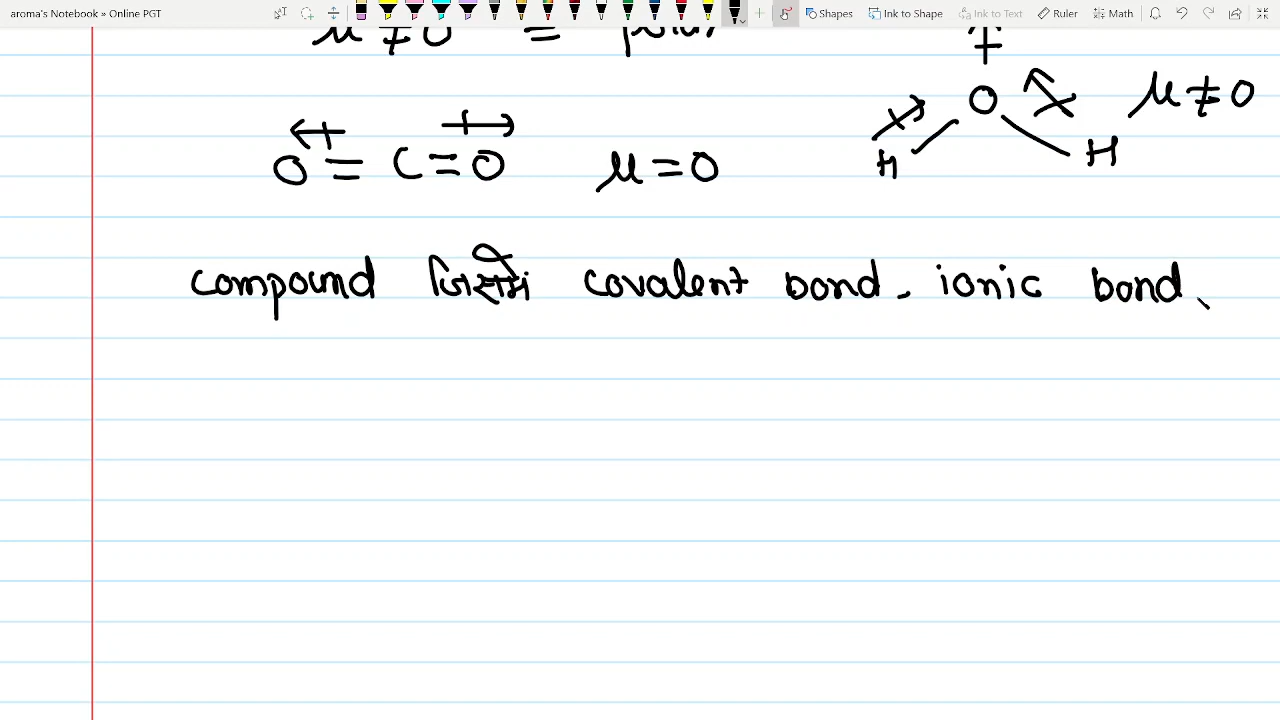 aroma's Notebook » Online PGT
Shapes Ink to Shape Ink to Text Ruler Math
μ ≠ 0 = polar
O = C = O μ = 0
O μ ≠ 0
H H
compound जिसमें covalent bond, ionic bond,